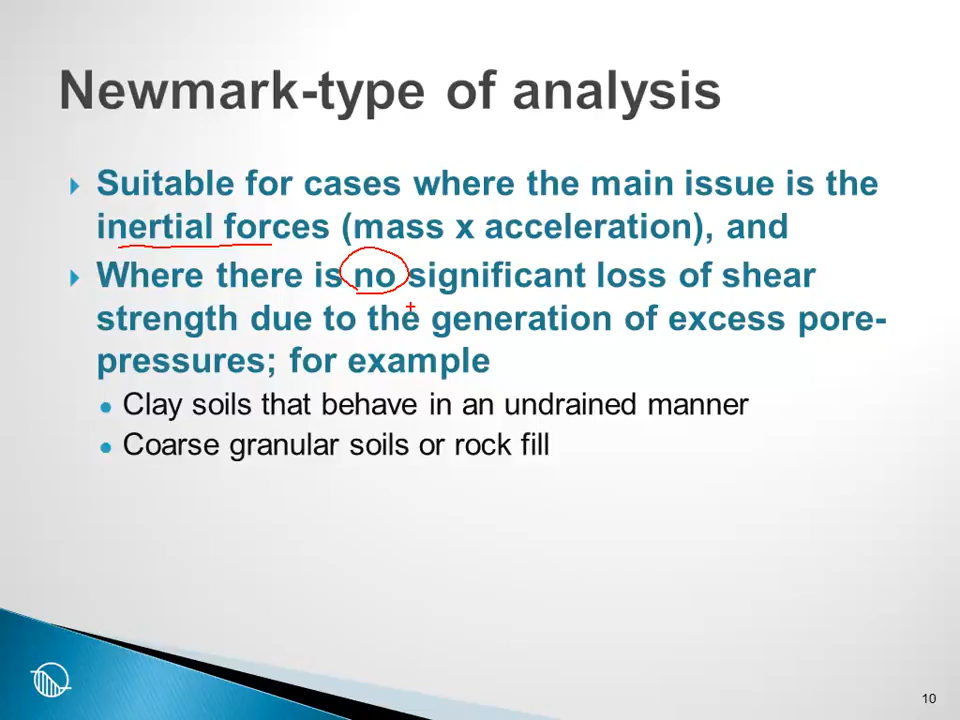 Newmark-type of analysis
Suitable for cases where the main issue is the
inertial forces (mass x acceleration), and
Where there is no significant loss of shear
strength due to the generation of excess pore-
pressures; for example
Clay soils that behave in an undrained manner
Coarse granular soils or rock fill
10